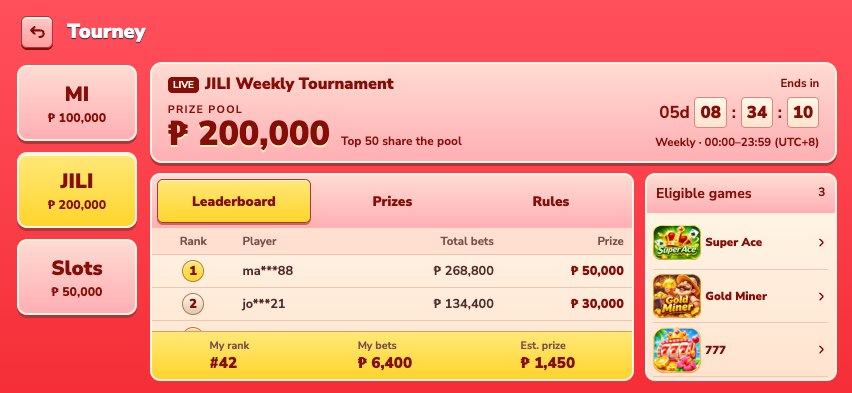 Tourney
MI
₱ 100,000
JILI
₱ 200,000
Slots
₱ 50,000
LIVE JILI Weekly Tournament
PRIZE POOL
₱ 200,000 Top 50 share the pool
Ends in
05d 08 : 34 : 10
Weekly · 00:00–23:59 (UTC+8)
Leaderboard Prizes Rules
Rank Player Total bets Prize
1 ma***88 ₱ 268,800 ₱ 50,000
2 jo***21 ₱ 134,400 ₱ 30,000
My rank My bets Est. prize
#42 ₱ 6,400 ₱ 1,450
Eligible games 3
Super Ace
Super Ace
Gold Miner
Gold Miner
777
777